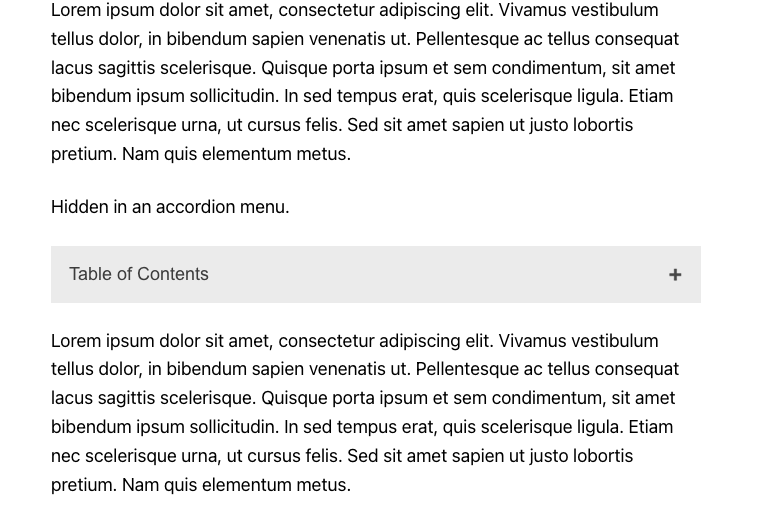 Lorem ipsum dolor sit amet, consectetur adipiscing elit. Vivamus vestibulum
tellus dolor, in bibendum sapien venenatis ut. Pellentesque ac tellus consequat
lacus sagittis scelerisque. Quisque porta ipsum et sem condimentum, sit amet
bibendum ipsum sollicitudin. In sed tempus erat, quis scelerisque ligula. Etiam
nec scelerisque urna, ut cursus felis. Sed sit amet sapien ut justo lobortis
pretium. Nam quis elementum metus.
Hidden in an accordion menu.
Table of Contents +
Lorem ipsum dolor sit amet, consectetur adipiscing elit. Vivamus vestibulum
tellus dolor, in bibendum sapien venenatis ut. Pellentesque ac tellus consequat
lacus sagittis scelerisque. Quisque porta ipsum et sem condimentum, sit amet
bibendum ipsum sollicitudin. In sed tempus erat, quis scelerisque ligula. Etiam
nec scelerisque urna, ut cursus felis. Sed sit amet sapien ut justo lobortis
pretium. Nam quis elementum metus.